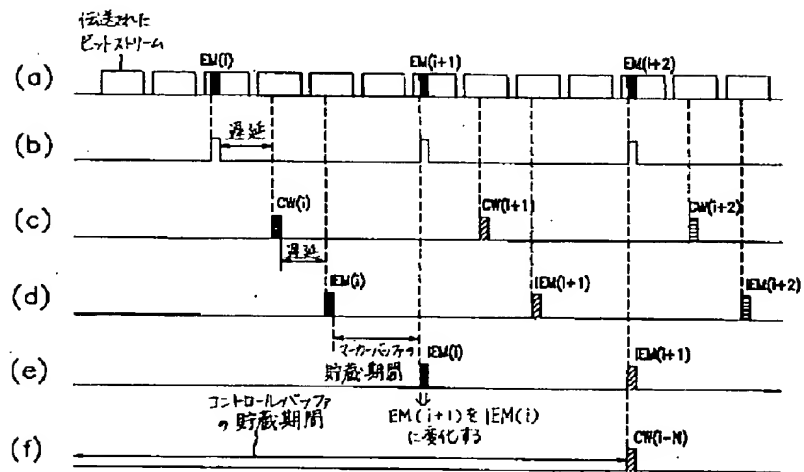 伝送された
ビットストリーム
EM(i)
EM(i+1)
EM(i+2)
(a)
遅延
(b)
CW(i)
CW(i+1)
CW(i+2)
(c)
遅延
IEM(i)
IEM(i+1)
IEM(i+2)
(d)
マーカーバッファの
貯蔵期間
IEM(i)
IEM(i+1)
(e)
コントロールバッファ
の貯蔵期間
EM(i+1)をIEM(i)
に変化する
CW(i-N)
(f)